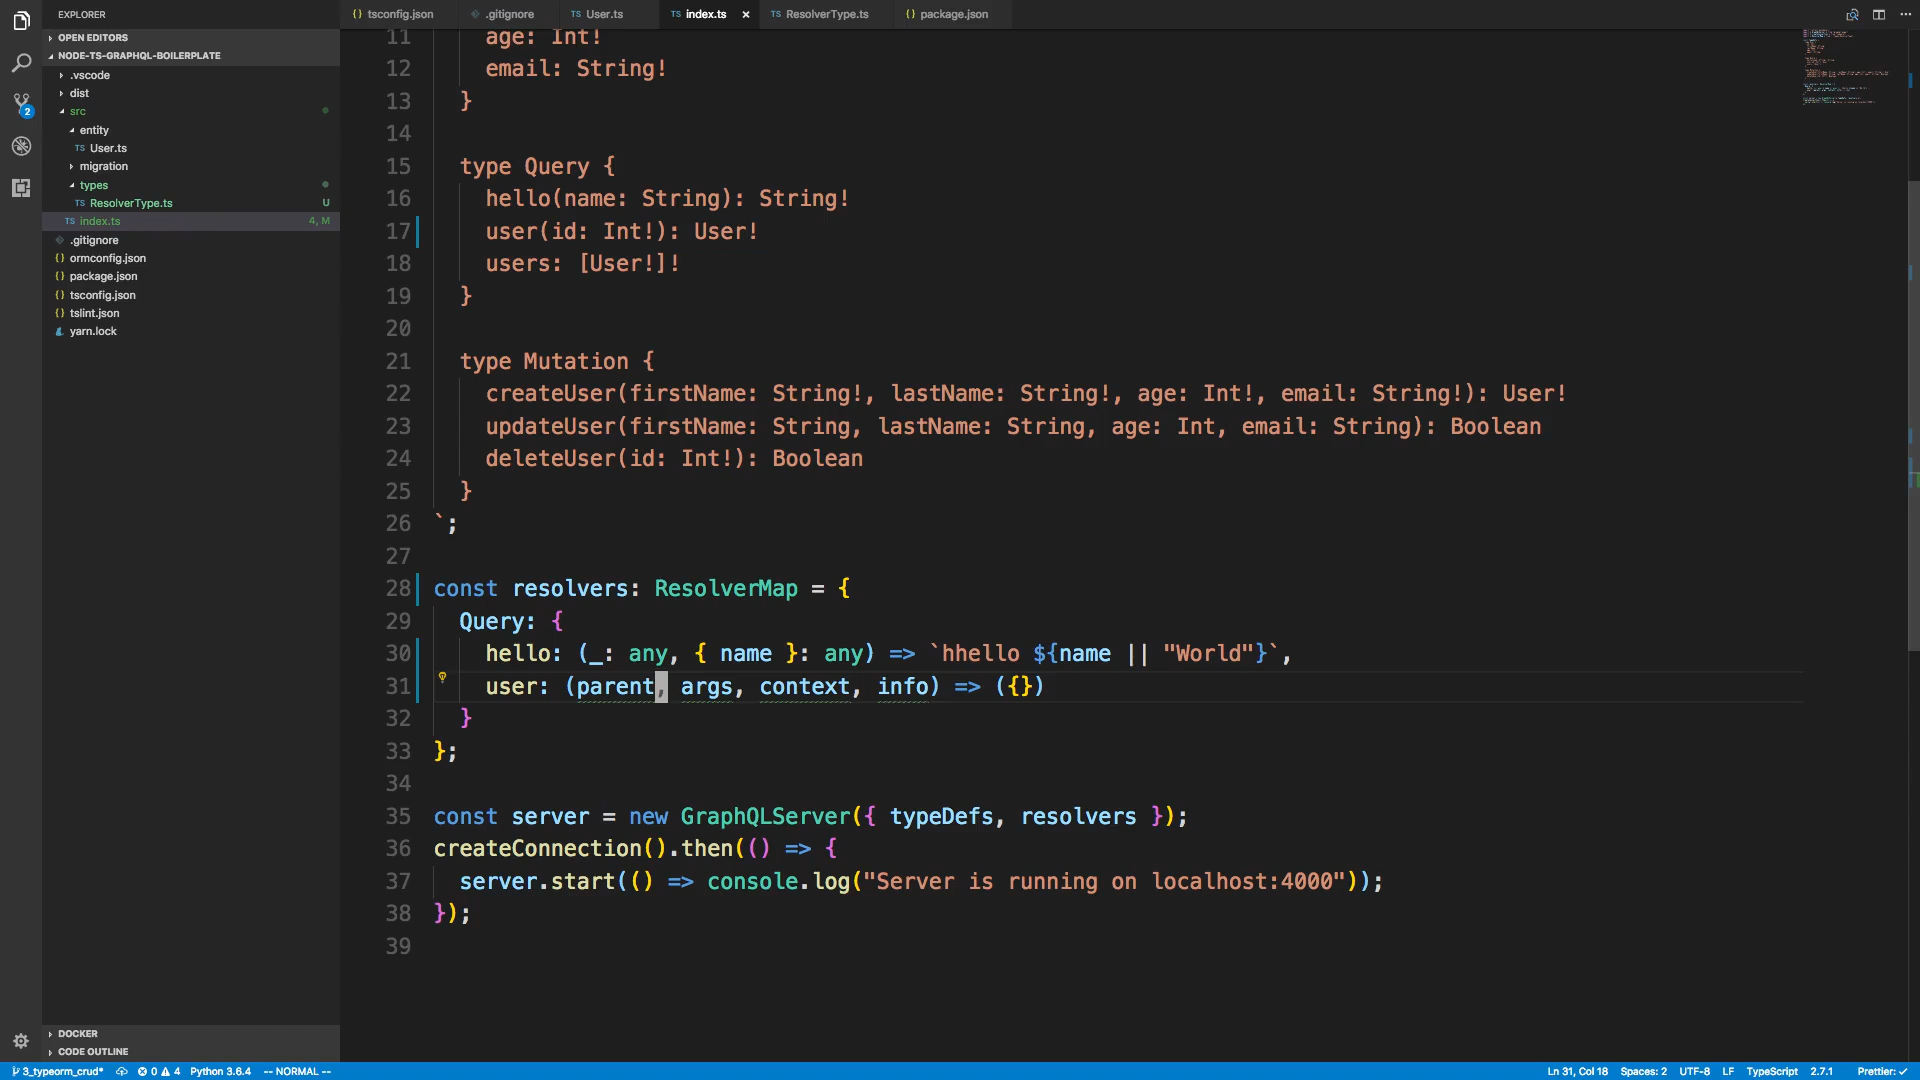 EXPLORER
OPEN EDITORS
NODE-TS-GRAPHQL-BOILERPLATE
.vscode
dist
src
entity
TS User.ts
migration
types
TS ResolverType.ts U
TS index.ts 4, M
.gitignore
{} ormconfig.json
{} package.json
{} tsconfig.json
{} tslint.json
yarn.lock
DOCKER
CODE OUTLINE
2
{} tsconfig.json
.gitignore
TS User.ts
TS index.ts ×
TS ResolverType.ts
{} package.json
11 age: Int!
12 email: String!
13 }
14
15 type Query {
16 hello(name: String): String!
17 user(id: Int!): User!
18 users: [User!]!
19 }
20
21 type Mutation {
22 createUser(firstName: String!, lastName: String!, age: Int!, email: String!): User!
23 updateUser(firstName: String, lastName: String, age: Int, email: String): Boolean
24 deleteUser(id: Int!): Boolean
25 }
26 `;
27
28 const resolvers: ResolverMap = {
29 Query: {
30 hello: (_: any, { name }: any) => `hhello ${name || "World"}`,
31 user: (parent, args, context, info) => ({})
32 }
33 };
34
35 const server = new GraphQLServer({ typeDefs, resolvers });
36 createConnection().then(() => {
37 server.start(() => console.log("Server is running on localhost:4000"));
38 });
39
3_typeorm_crud* 0 4 Python 3.6.4 -- NORMAL -- Ln 31, Col 18 Spaces: 2 UTF-8 LF TypeScript 2.7.1 Prettier: ✓